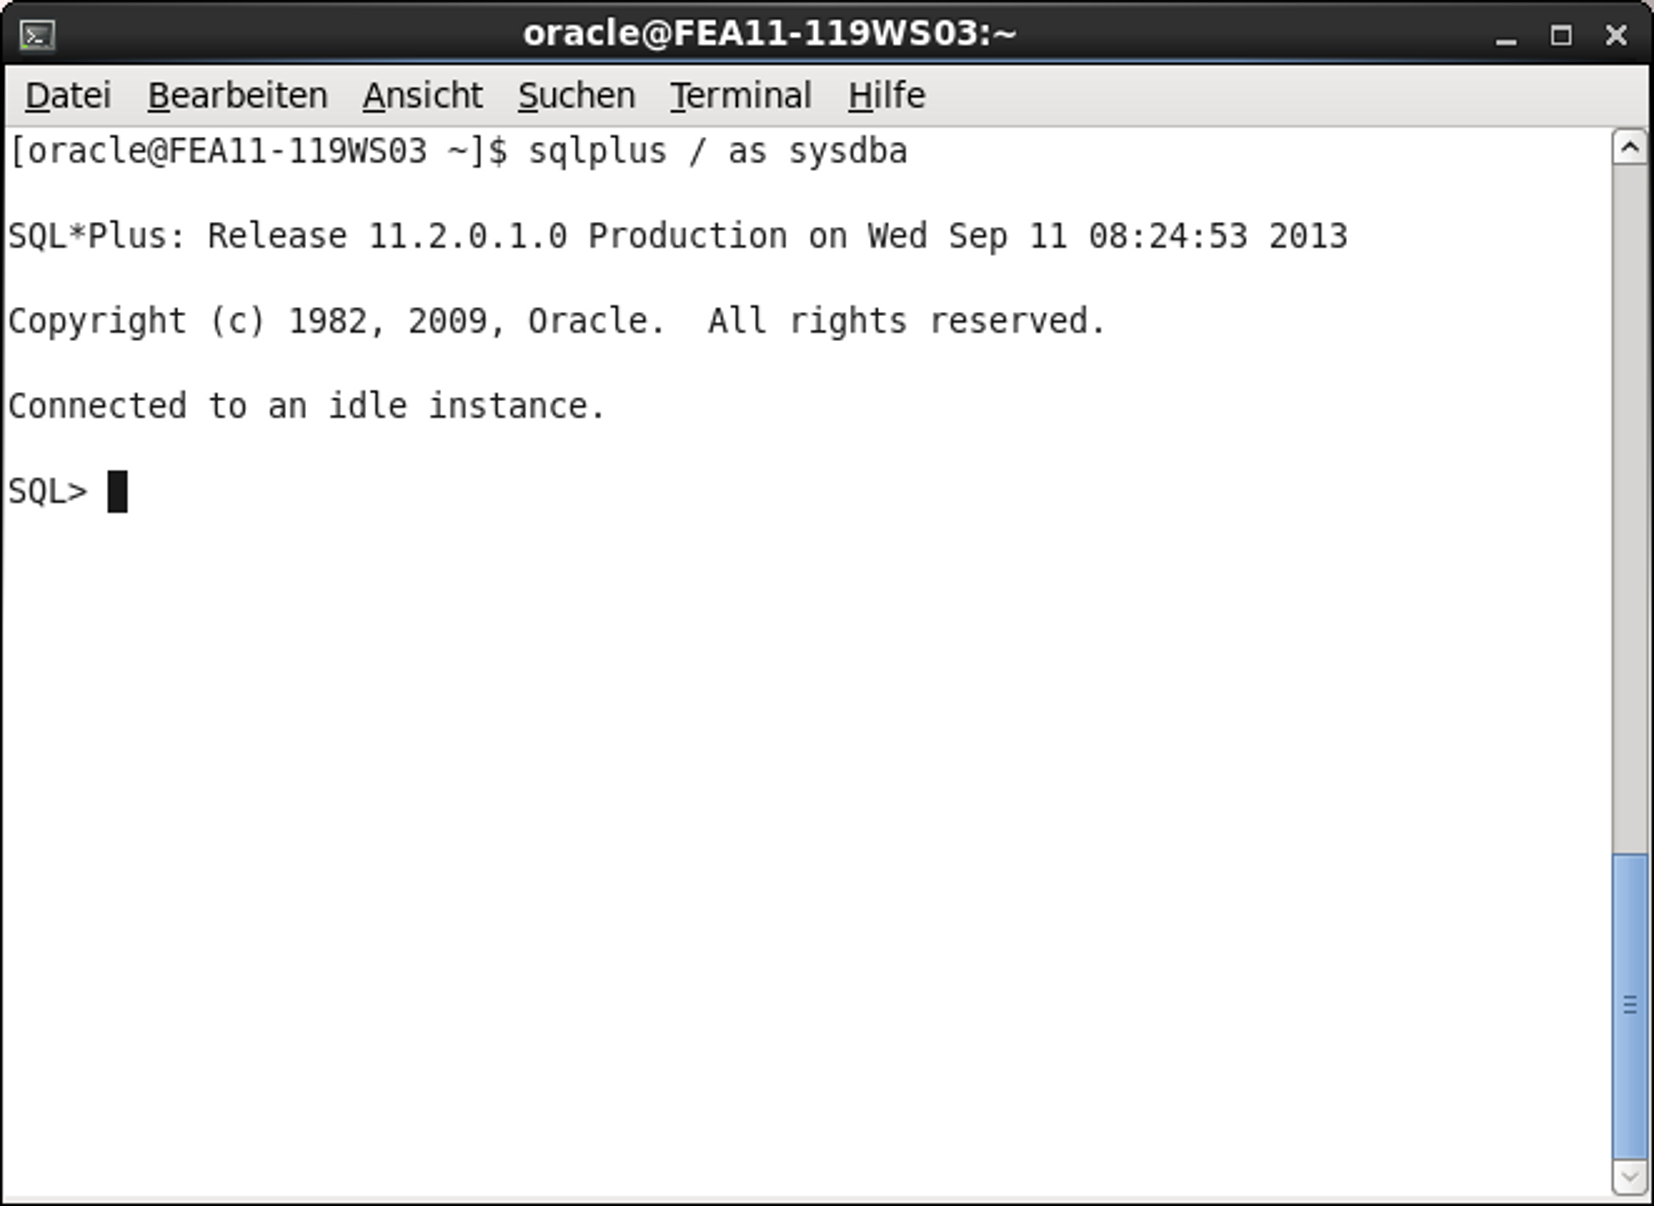 oracle@FEA11-119WS03:~
Datei Bearbeiten Ansicht Suchen Terminal Hilfe
[oracle@FEA11-119WS03 ~]$ sqlplus / as sysdba
SQL*Plus: Release 11.2.0.1.0 Production on Wed Sep 11 08:24:53 2013
Copyright (c) 1982, 2009, Oracle.  All rights reserved.
Connected to an idle instance.
SQL>